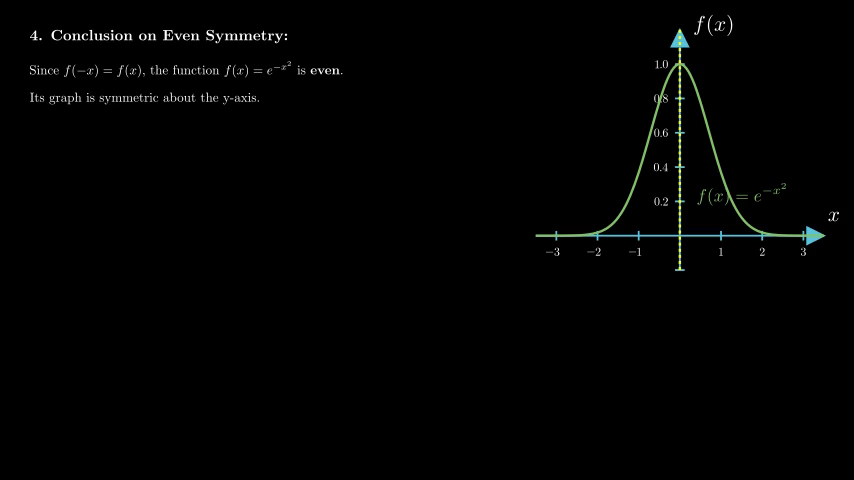 4. Conclusion on Even Symmetry:
Since f(−x) = f(x), the function f(x) = e^{−x^2} is even.
Its graph is symmetric about the y-axis.
f(x)
1.0
0.8
0.6
0.4
0.2
f(x) = e^{−x^2}
x
−3 −2 −1 1 2 3